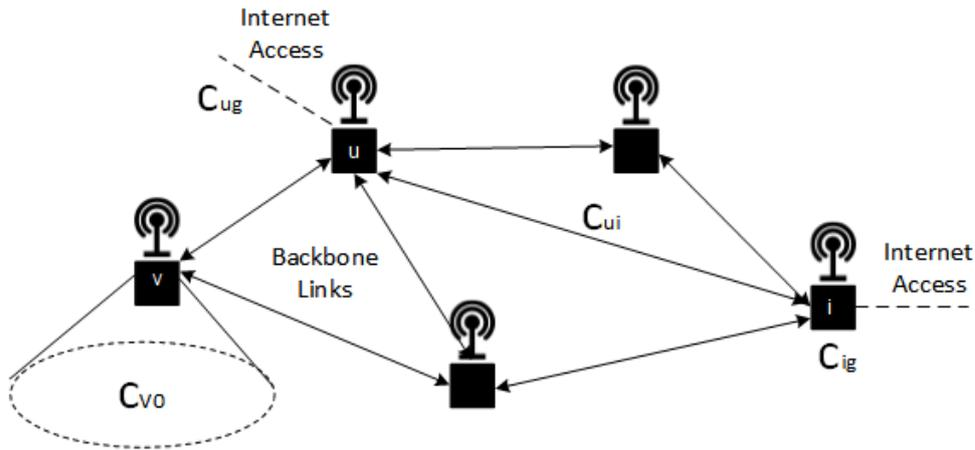 Internet
Access
Cug
u
Cui
Internet
Access
v
Backbone
Links
i
Cig
CV0